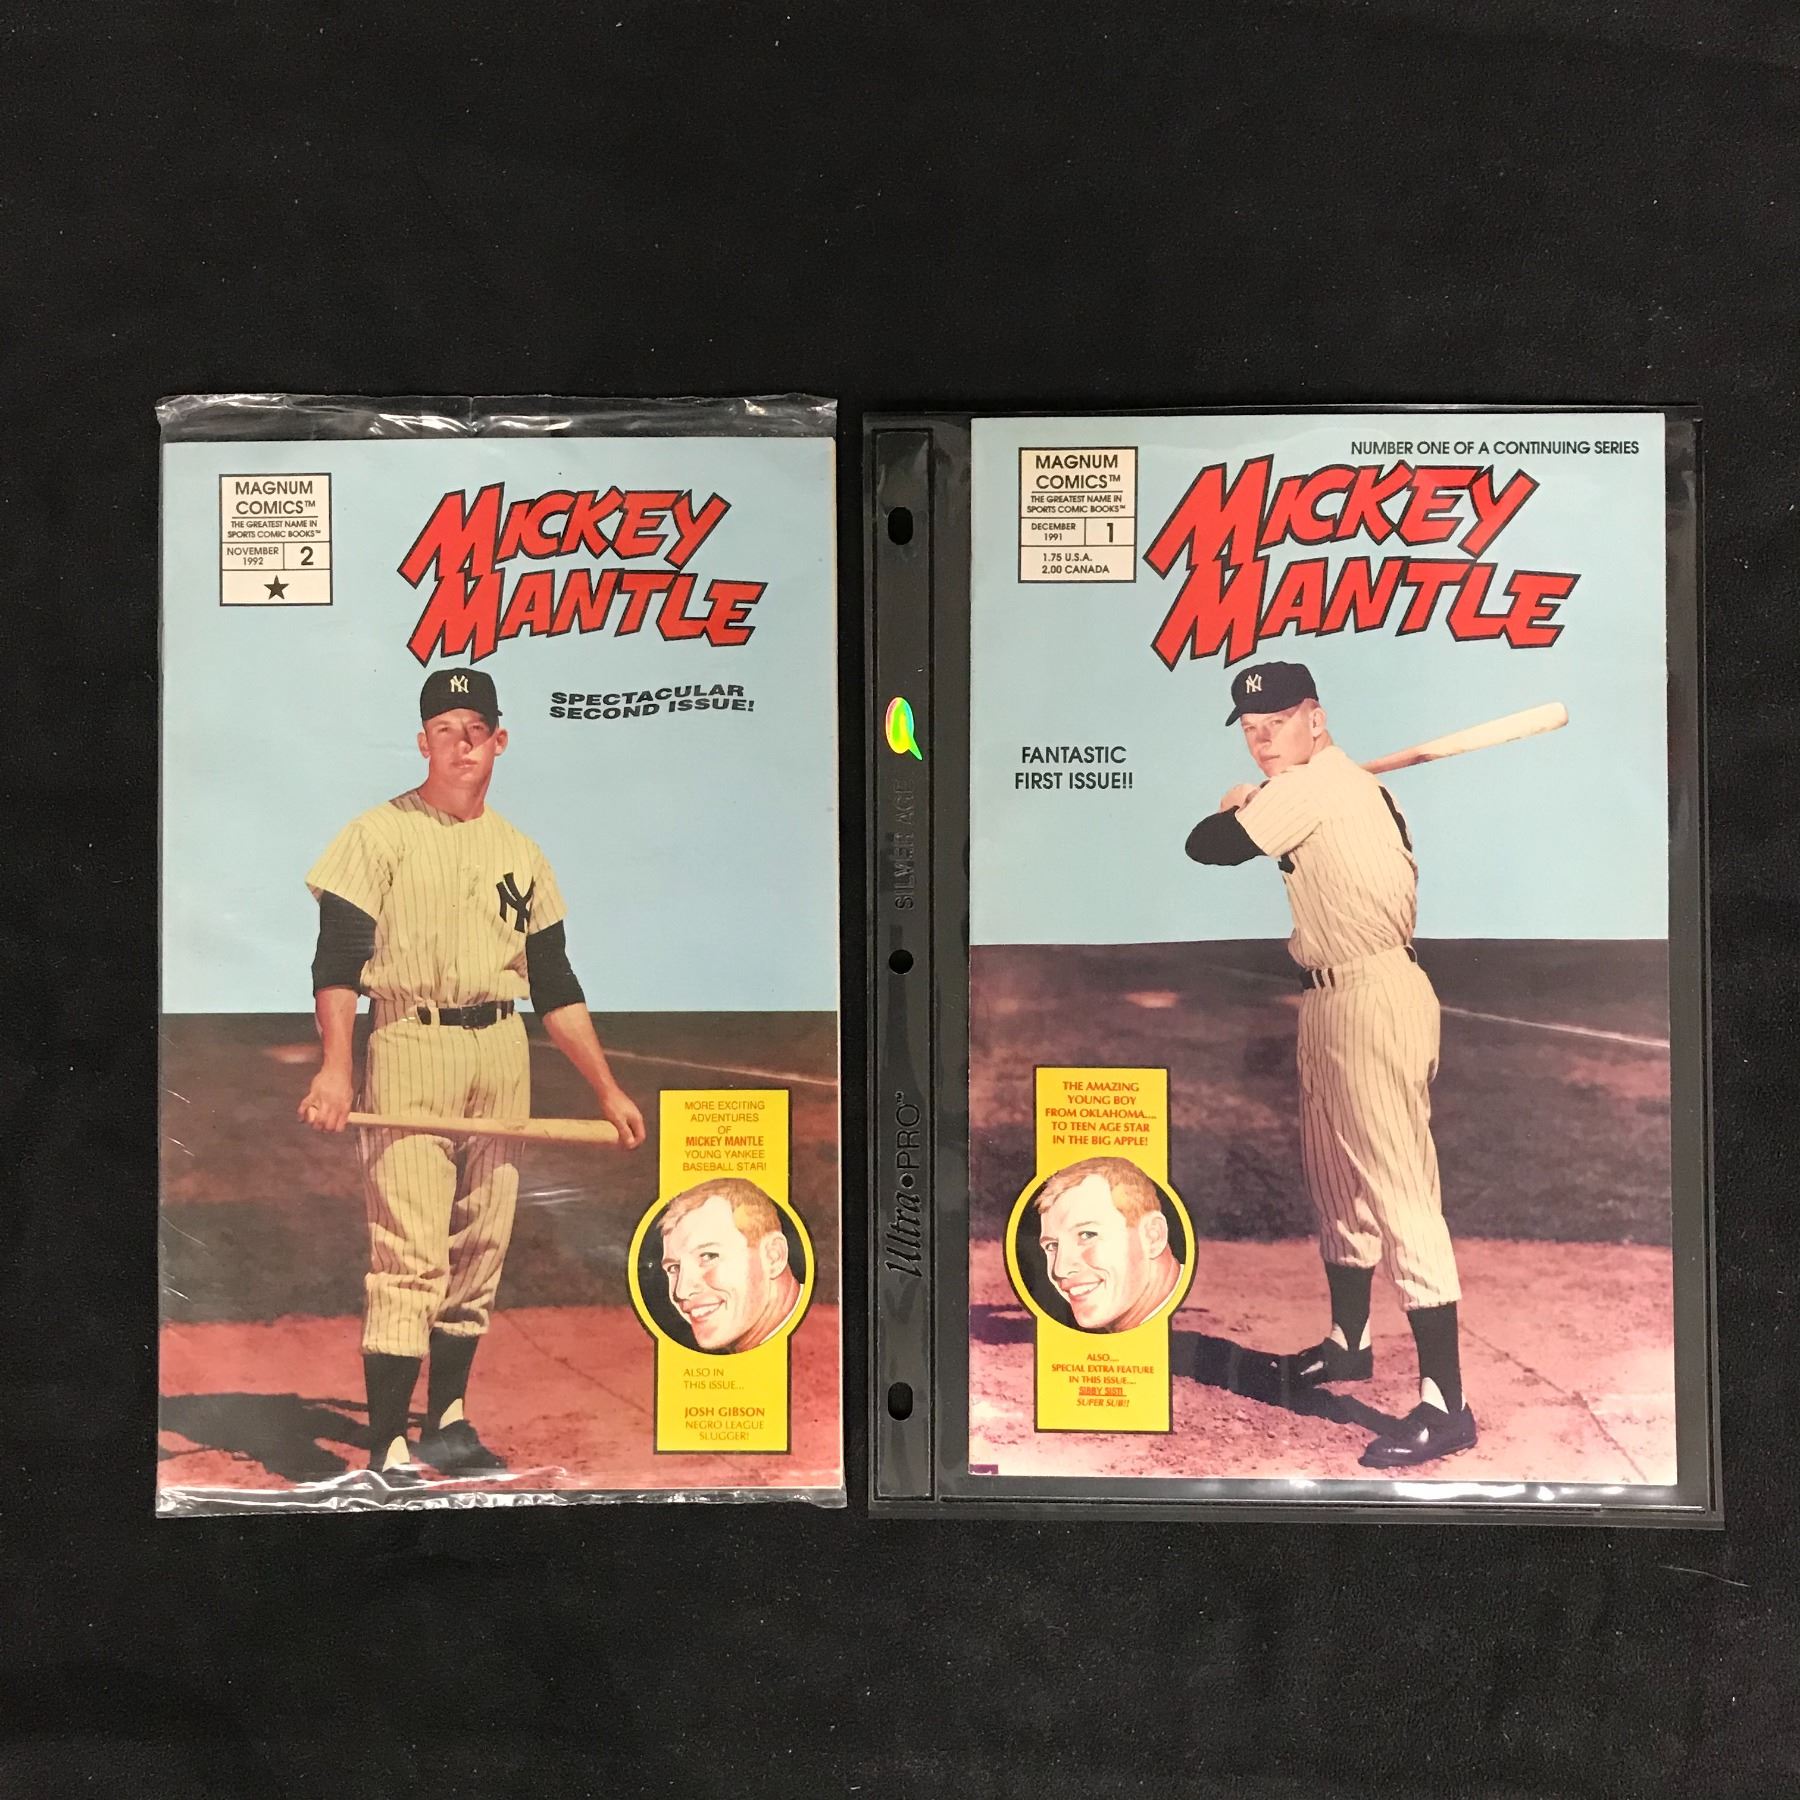 MAGNUM
COMICS™
THE GREATEST NAME IN
SPORTS COMIC BOOKS™
NOVEMBER
1992
2
MICKEY
MANTLE
SPECTACULAR
SECOND ISSUE!
NY
NY
MORE EXCITING
ADVENTURES
OF
MICKEY MANTLE
YOUNG YANKEE
BASEBALL STAR!
ALSO IN
THIS ISSUE...
JOSH GIBSON
NEGRO LEAGUE
SLUGGER!
SILVER AGE
Ultra•PRO™
NUMBER ONE OF A CONTINUING SERIES
MAGNUM
COMICS™
THE GREATEST NAME IN
SPORTS COMIC BOOKS™
DECEMBER
1991
1
1.75 U.S.A.
2.00 CANADA
MICKEY
MANTLE
FANTASTIC
FIRST ISSUE!!
NY
THE AMAZING
YOUNG BOY
FROM OKLAHOMA....
TO TEEN AGE STAR
IN THE BIG APPLE!
ALSO....
SPECIAL EXTRA FEATURE
IN THIS ISSUE....
SIBBY SISTI
SUPER SUB!!